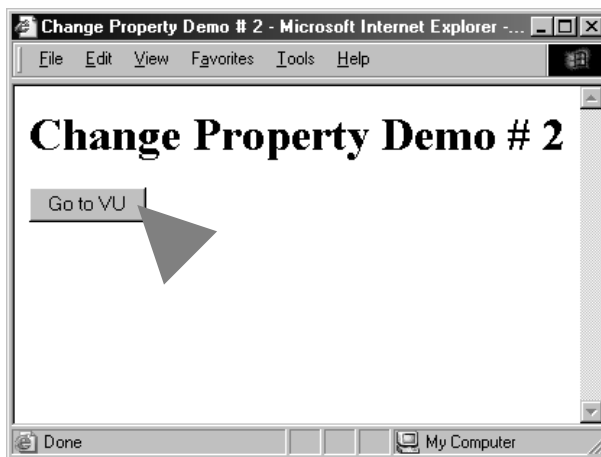 Change Property Demo # 2 - Microsoft Internet Explorer -...
File Edit View Favorites Tools Help
Change Property Demo # 2
Go to VU
Done My Computer